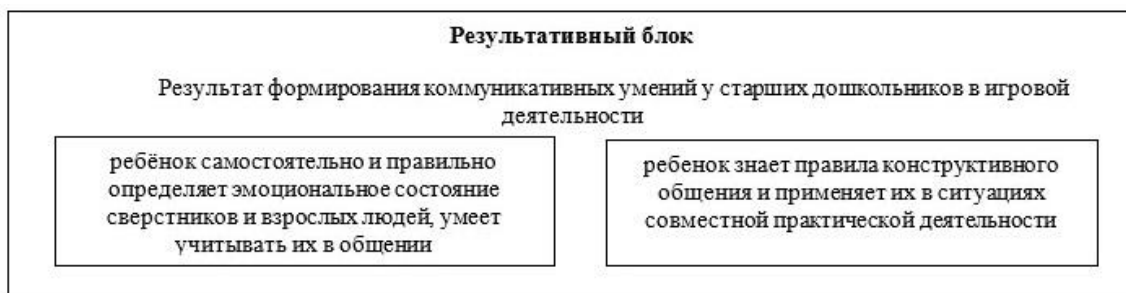 Результативный блок
Результат формирования коммуникативных умений у старших дошкольников в игровой
деятельности
ребёнок самостоятельно и правильно
определяет эмоциональное состояние
сверстников и взрослых людей, умеет
учитывать их в общении
ребенок знает правила конструктивного
общения и применяет их в ситуациях
совместной практической деятельности